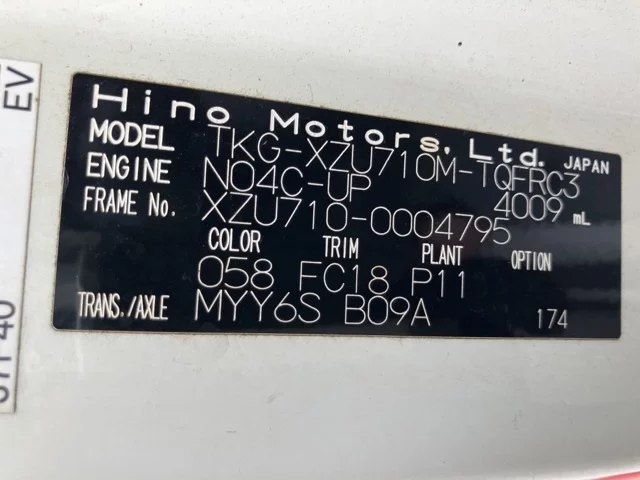 Hino Motors, Ltd. JAPAN
MODEL TKG-XZU710M-TQFRC3
ENGINE N04C-UP 4009 mL
FRAME No. XZU710-0004795
COLOR TRIM PLANT OPTION
058 FC18 P11
TRANS./AXLE MYY6S B09A 174
EV